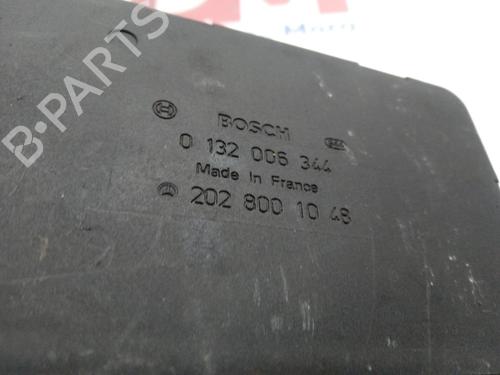 B-PARTS
BOSCH
0 132 006 344
Made In France
202 800 10 48